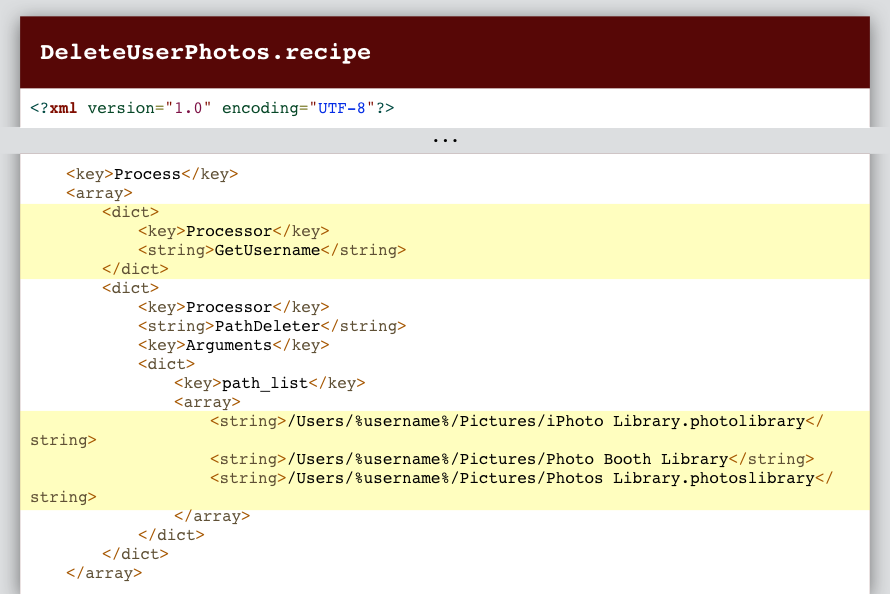 DeleteUserPhotos.recipe
<?xml version="1.0" encoding="UTF-8"?>
...
<key>Process</key>
<array>
<dict>
<key>Processor</key>
<string>GetUsername</string>
</dict>
<dict>
<key>Processor</key>
<string>PathDeleter</string>
<key>Arguments</key>
<dict>
<key>path_list</key>
<array>
<string>/Users/%username%/Pictures/iPhoto Library.photolibrary</
string>
<string>/Users/%username%/Pictures/Photo Booth Library</string>
<string>/Users/%username%/Pictures/Photos Library.photoslibrary</
string>
</array>
</dict>
</dict>
</array>